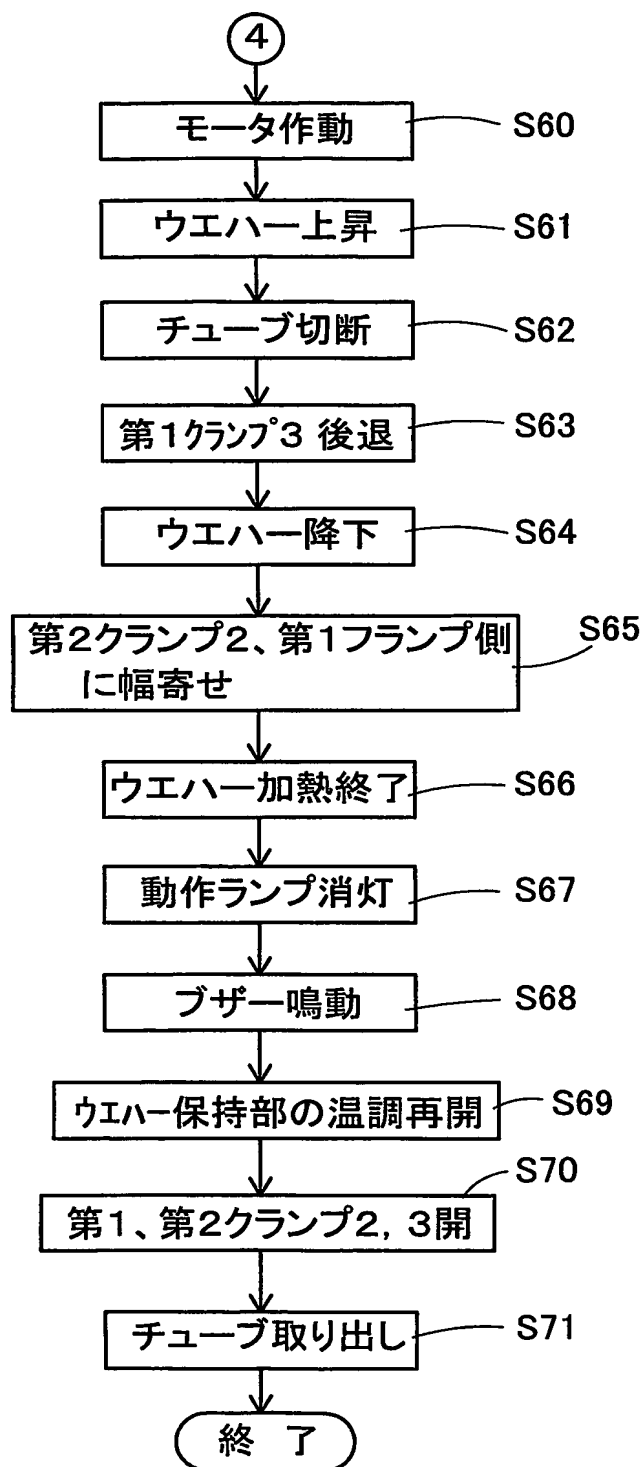 4
モータ作動 S60
ウエハー上昇 S61
チューブ切断 S62
第1クランプ3 後退 S63
ウエハー降下 S64
第2クランプ2、第1フランプ側 S65
に幅寄せ
ウエハー加熱終了 S66
動作ランプ消灯 S67
ブザー鳴動 S68
ウエハー保持部の温調再開 S69
第1、第2クランプ2, 3開 S70
チューブ取り出し S71
終 了